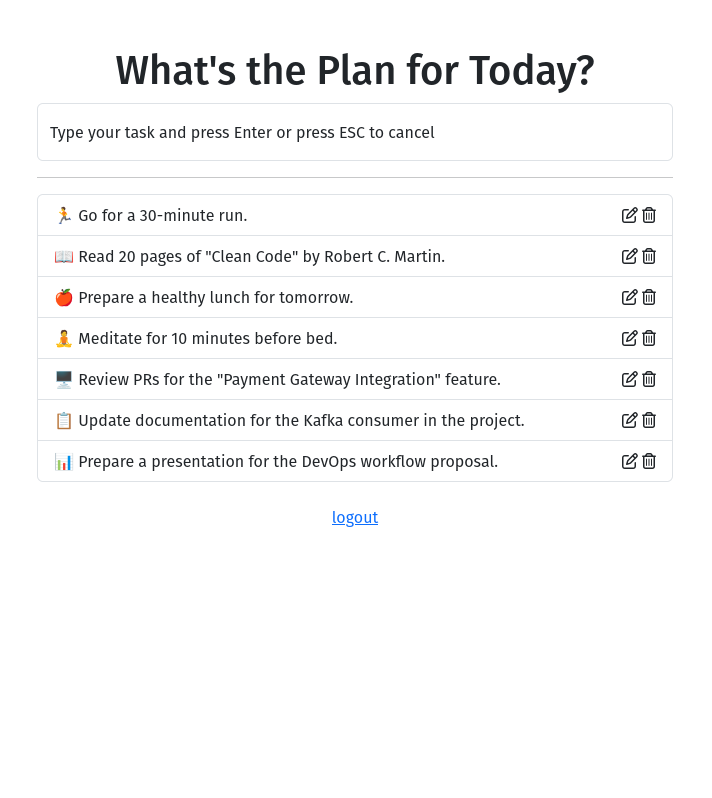 What's the Plan for Today?
Type your task and press Enter or press ESC to cancel
🏃 Go for a 30-minute run.
📖 Read 20 pages of "Clean Code" by Robert C. Martin.
🍎 Prepare a healthy lunch for tomorrow.
🧘 Meditate for 10 minutes before bed.
🖥️ Review PRs for the "Payment Gateway Integration" feature.
📋 Update documentation for the Kafka consumer in the project.
📊 Prepare a presentation for the DevOps workflow proposal.
logout